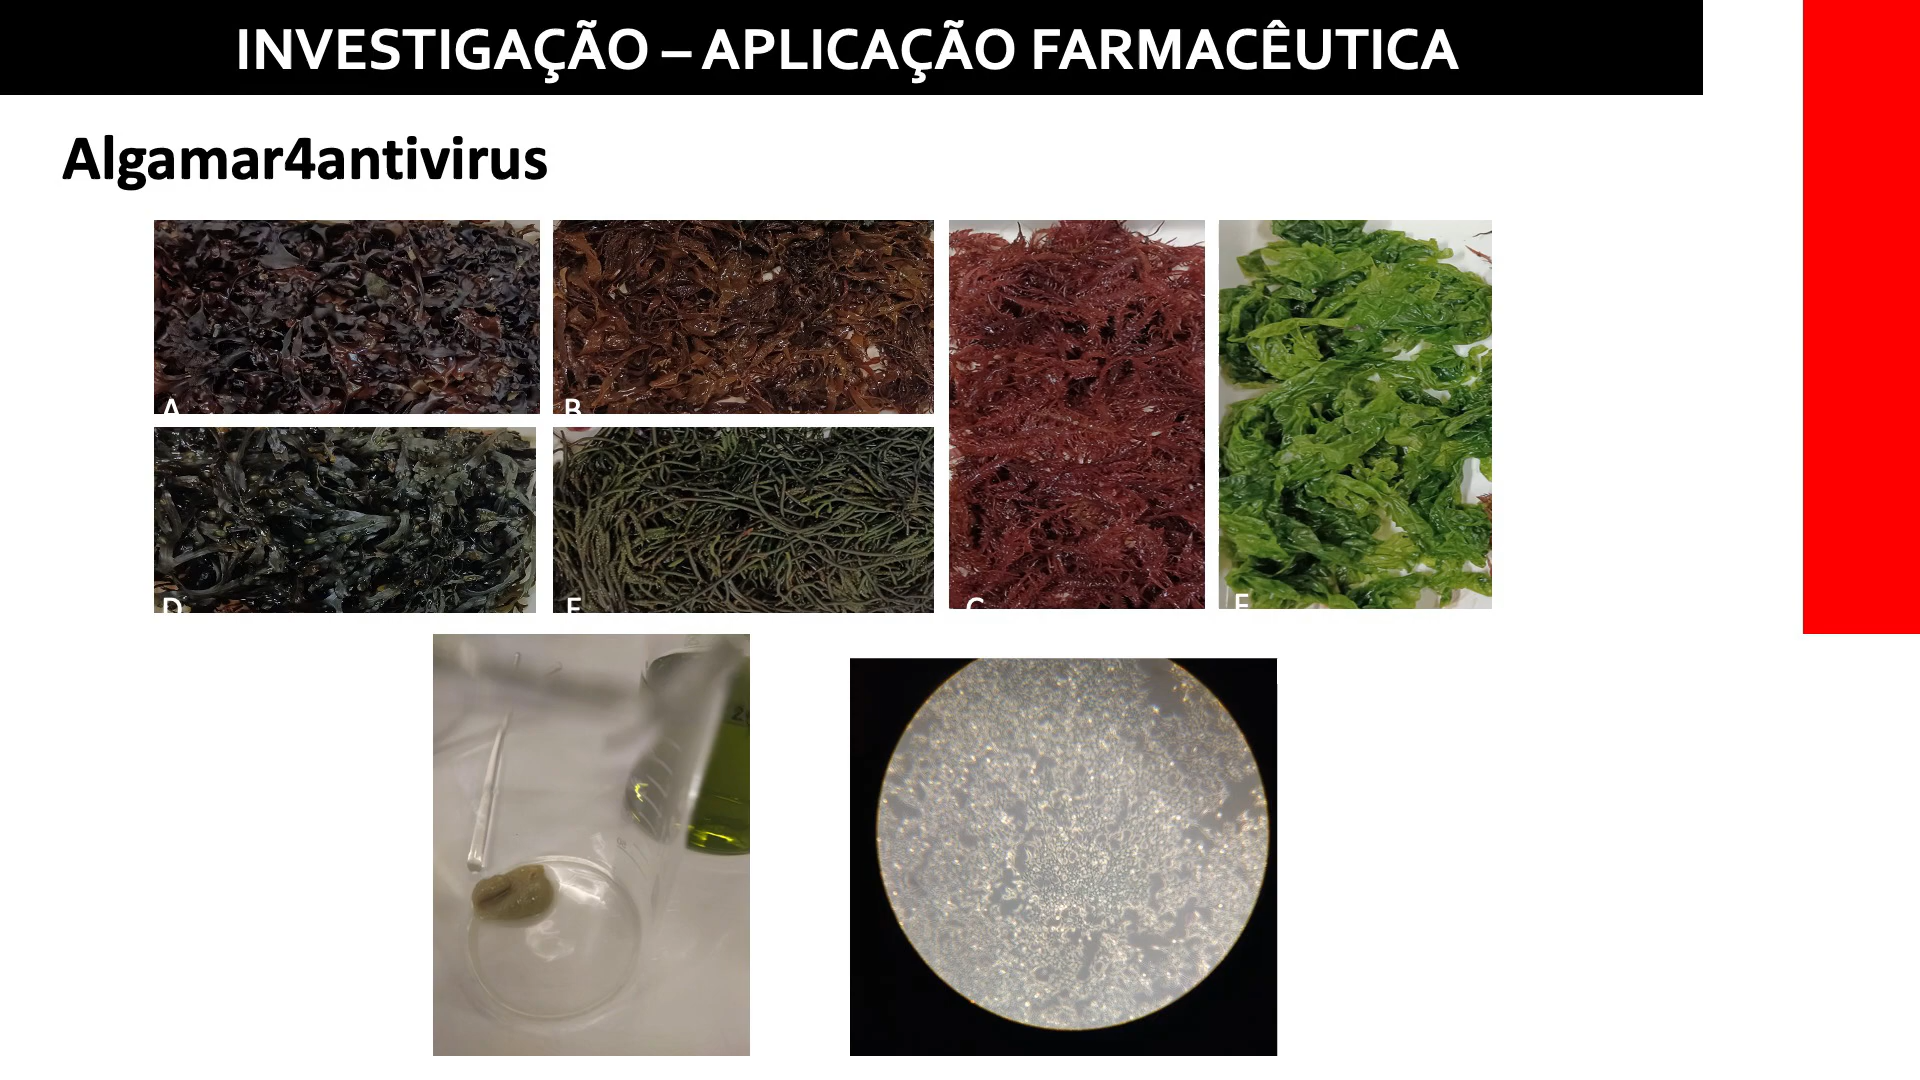 INVESTIGAÇÃO – APLICAÇÃO FARMACÊUTICA
Algamar4antivirus
A
B
D
C